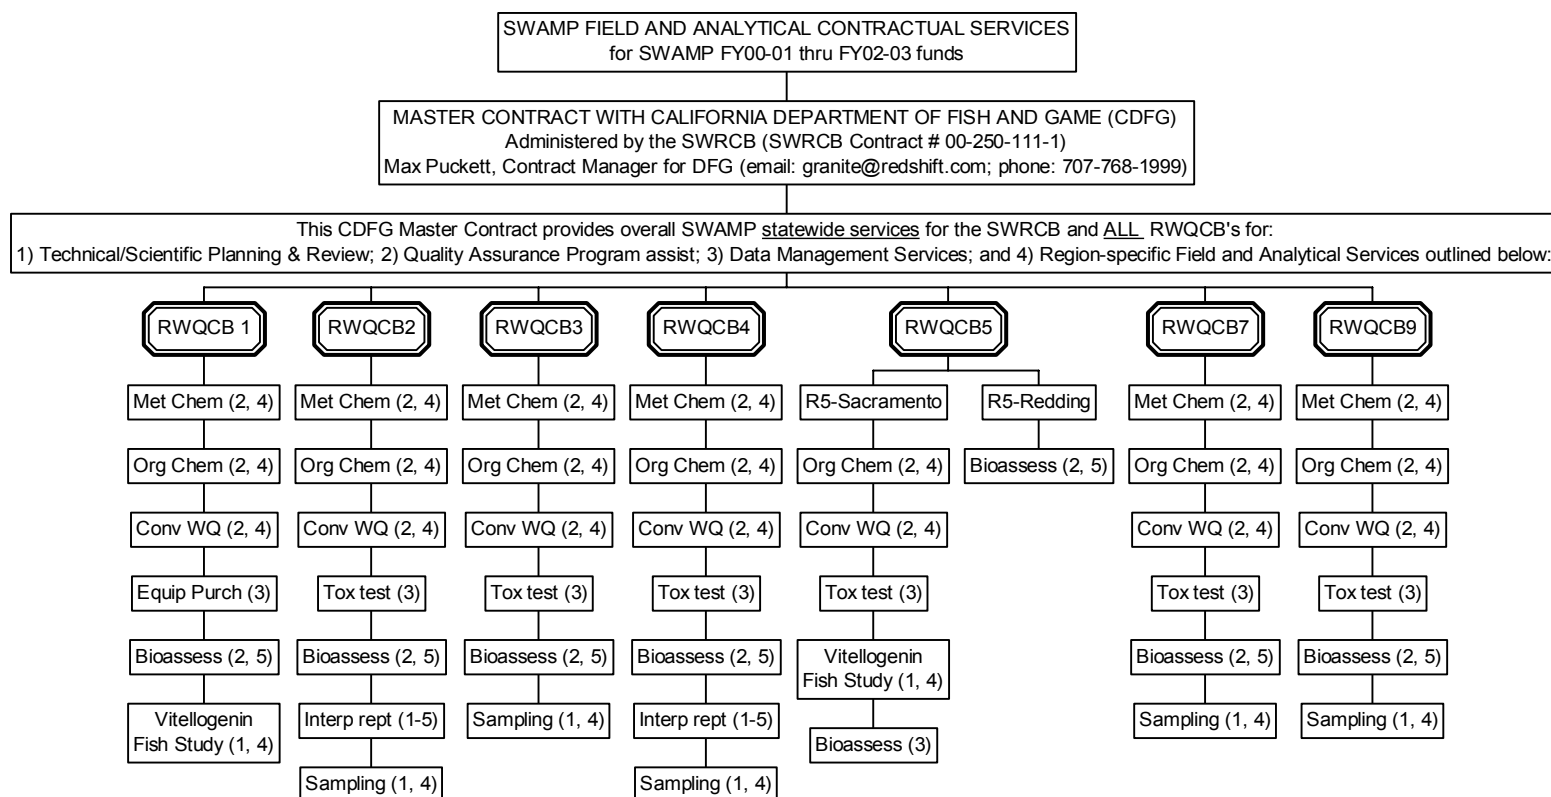 SWAMP FIELD AND ANALYTICAL CONTRACTUAL SERVICES
for SWAMP FY00-01 thru FY02-03 funds
MASTER CONTRACT WITH CALIFORNIA DEPARTMENT OF FISH AND GAME (CDFG)
Administered by the SWRCB (SWRCB Contract # 00-250-111-1)
Max Puckett, Contract Manager for DFG (email: granite@redshift.com; phone: 707-768-1999)
This CDFG Master Contract provides overall SWAMP statewide services for the SWRCB and ALL RWQCB's for:
1) Technical/Scientific Planning & Review; 2) Quality Assurance Program assist; 3) Data Management Services; and 4) Region-specific Field and Analytical Services outlined below:
RWQCB 1
Met Chem (2, 4)
Org Chem (2, 4)
Conv WQ (2, 4)
Equip Purch (3)
Bioassess (2, 5)
Vitellogenin
Fish Study (1, 4)
RWQCB2
Met Chem (2, 4)
Org Chem (2, 4)
Conv WQ (2, 4)
Tox test (3)
Bioassess (2, 5)
Interp rept (1-5)
Sampling (1, 4)
RWQCB3
Met Chem (2, 4)
Org Chem (2, 4)
Conv WQ (2, 4)
Tox test (3)
Bioassess (2, 5)
Sampling (1, 4)
RWQCB4
Met Chem (2, 4)
Org Chem (2, 4)
Conv WQ (2, 4)
Tox test (3)
Bioassess (2, 5)
Interp rept (1-5)
Sampling (1, 4)
RWQCB5
R5-Sacramento
Org Chem (2, 4)
Conv WQ (2, 4)
Tox test (3)
Vitellogenin
Fish Study (1, 4)
Bioassess (3)
R5-Redding
Bioassess (2, 5)
RWQCB7
Met Chem (2, 4)
Org Chem (2, 4)
Conv WQ (2, 4)
Tox test (3)
Bioassess (2, 5)
Sampling (1, 4)
RWQCB9
Met Chem (2, 4)
Org Chem (2, 4)
Conv WQ (2, 4)
Tox test (3)
Bioassess (2, 5)
Sampling (1, 4)